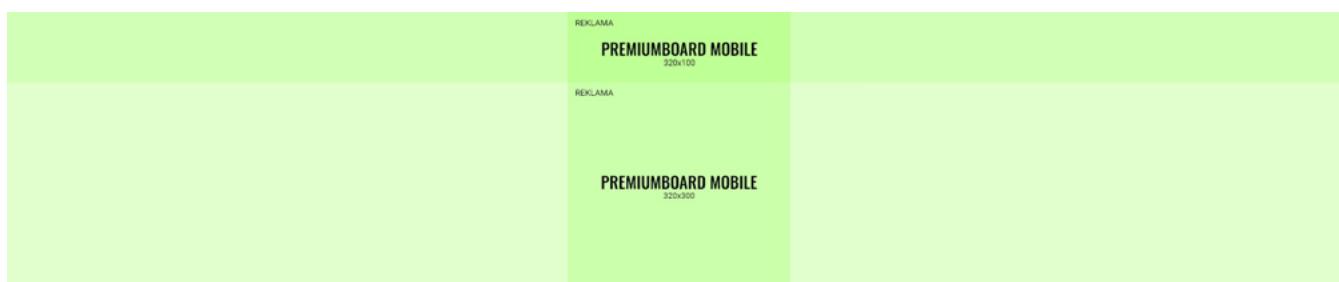 REKLAMA
PREMIUMBOARD MOBILE
320x100
REKLAMA
PREMIUMBOARD MOBILE
320x300